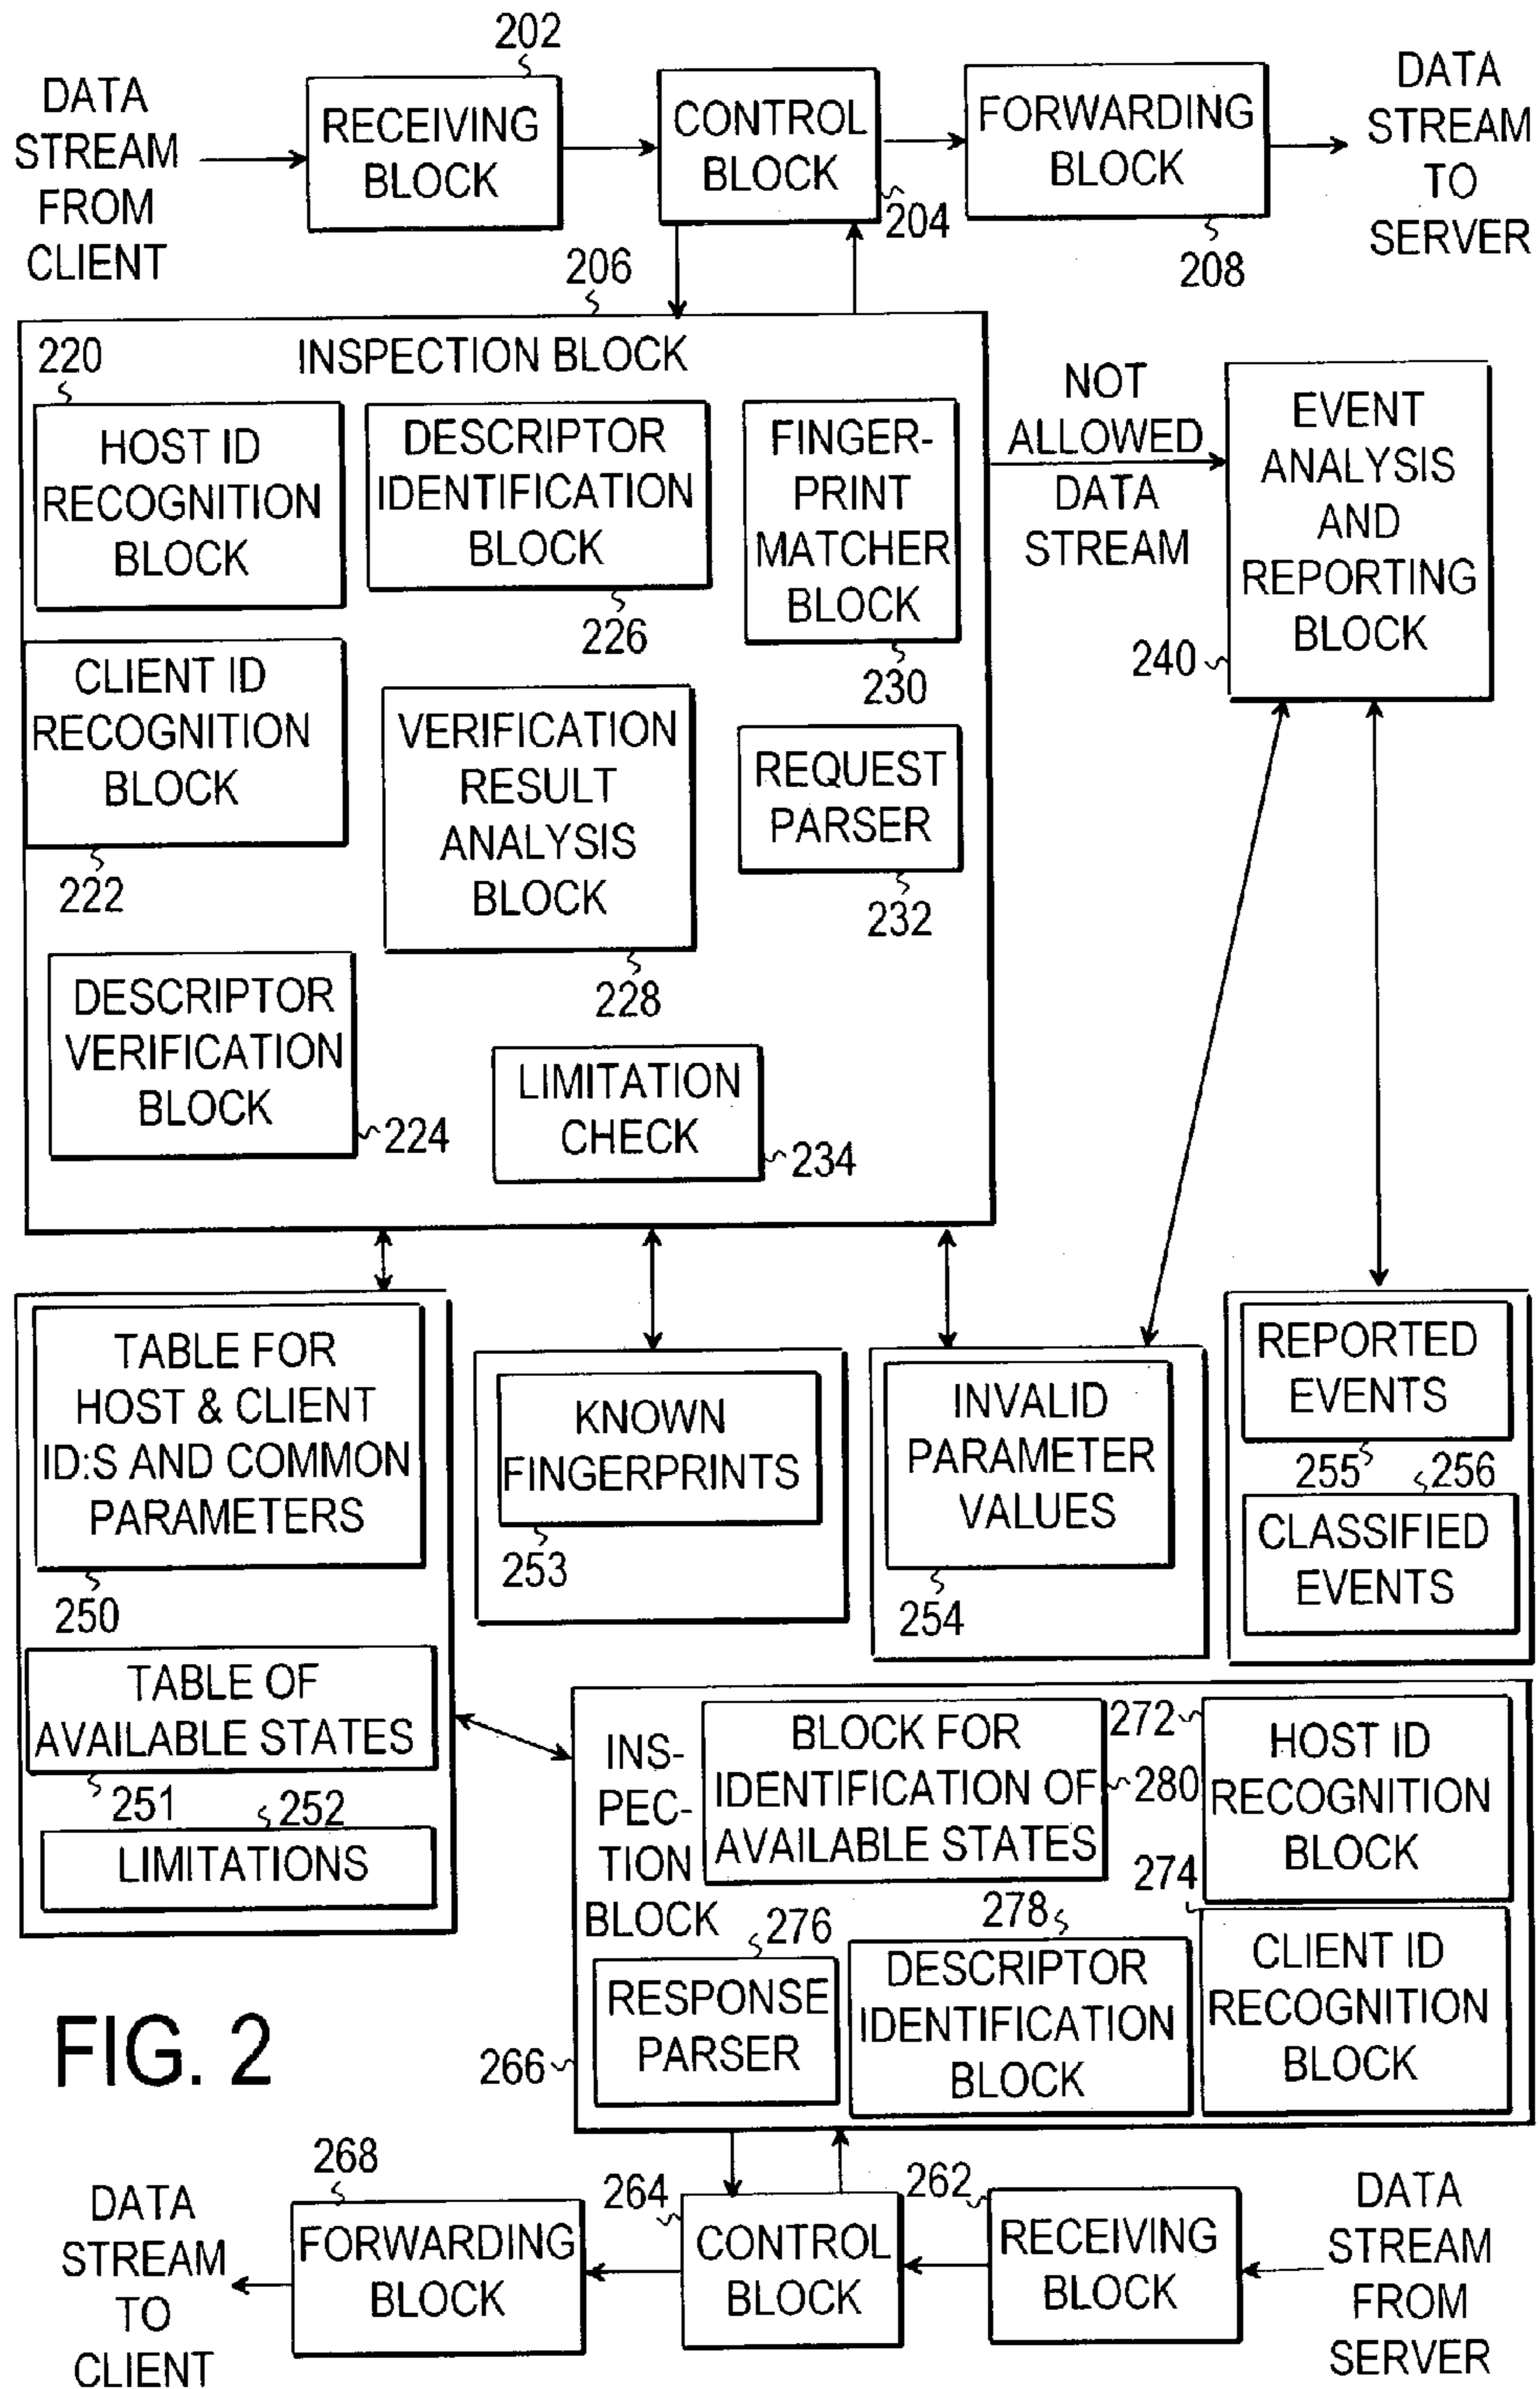 202
DATA
STREAM
FROM
CLIENT
RECEIVING
BLOCK
CONTROL
BLOCK
204
FORWARDING
BLOCK
208
DATA
STREAM
TO
SERVER
206
INSPECTION BLOCK
220
HOST ID
RECOGNITION
BLOCK
DESCRIPTOR
IDENTIFICATION
BLOCK
226
FINGER-
PRINT
MATCHER
BLOCK
230
NOT
ALLOWED
DATA
STREAM
EVENT
ANALYSIS
AND
REPORTING
BLOCK
240
CLIENT ID
RECOGNITION
BLOCK
222
VERIFICATION
RESULT
ANALYSIS
BLOCK
228
REQUEST
PARSER
232
DESCRIPTOR
VERIFICATION
BLOCK
224
LIMITATION
CHECK
234
TABLE FOR
HOST & CLIENT
ID:S AND COMMON
PARAMETERS
250
TABLE OF
AVAILABLE STATES
251
252
LIMITATIONS
KNOWN
FINGERPRINTS
253
INVALID
PARAMETER
VALUES
254
REPORTED
EVENTS
255
256
CLASSIFIED
EVENTS
INS-
PEC-
TION
BLOCK
BLOCK FOR
IDENTIFICATION OF
AVAILABLE STATES
280
272
HOST ID
RECOGNITION
BLOCK
274
CLIENT ID
RECOGNITION
BLOCK
276
RESPONSE
PARSER
278
DESCRIPTOR
IDENTIFICATION
BLOCK
266
FIG. 2
DATA
STREAM
TO
CLIENT
268
FORWARDING
BLOCK
264
CONTROL
BLOCK
262
RECEIVING
BLOCK
DATA
STREAM
FROM
SERVER